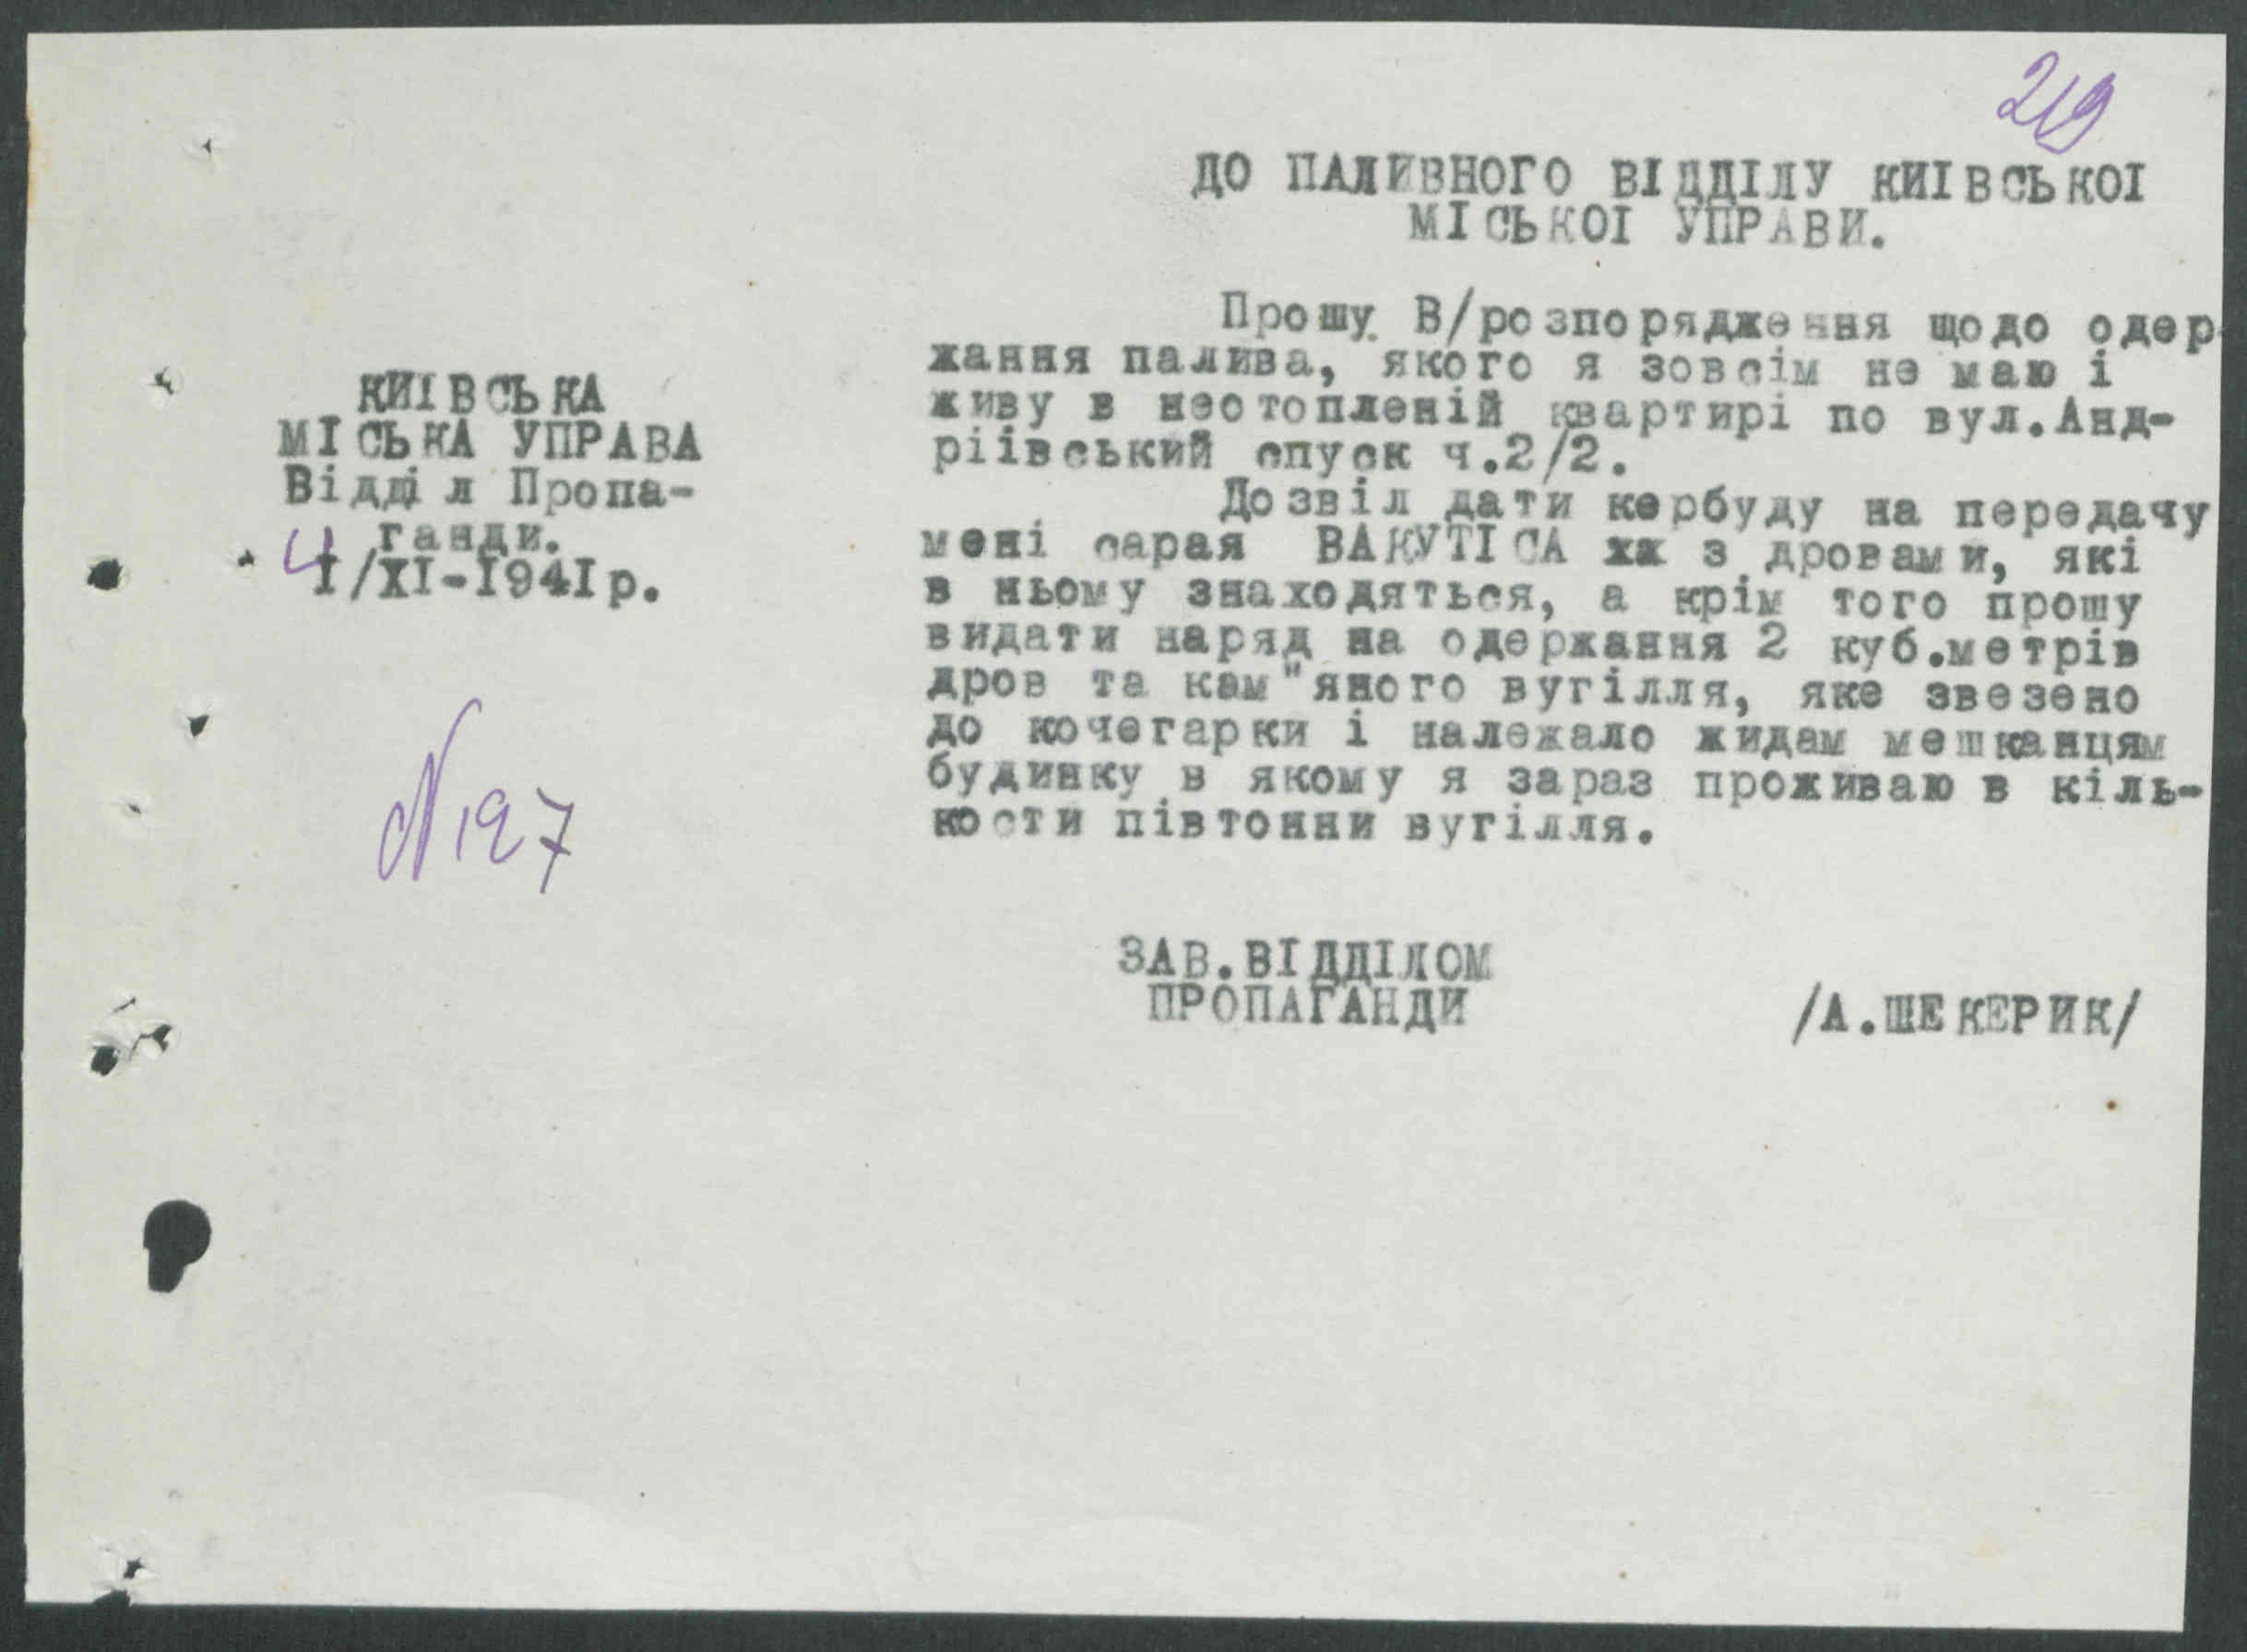 219
ДО ПАЛИВНОГО ВІДДІЛУ КИІВСЬКОІ
МІСЬКОІ УПРАВИ.
КИІВСЬКА
МІСЬКА УПРАВА
Відділ Пропа-
ганди.
4/XI-1941р.
N 197
Прошу В/розпорядження щодо одер
жання палива, якого я зовсім не маю і
живу в неотопленій квартирі по вул.Анд-
ріівський спуск ч.2/2.
Дозвіл дати кербуду на передачу
мені сарая ВАКУТІСА хх з дровами, які
в ньому знаходяться, а крім того прошу
видати наряд на одержання 2 куб.метрів
дров та кам"яного вугілля, яке звезено
до кочегарки і належало жидам мешканцям
будинку в якому я зараз проживаю в кіль-
кости півтонни вугілля.
ЗАВ.ВІДДІЛОМ
ПРОПАГАНДИ
/А.ШЕКЕРИК/